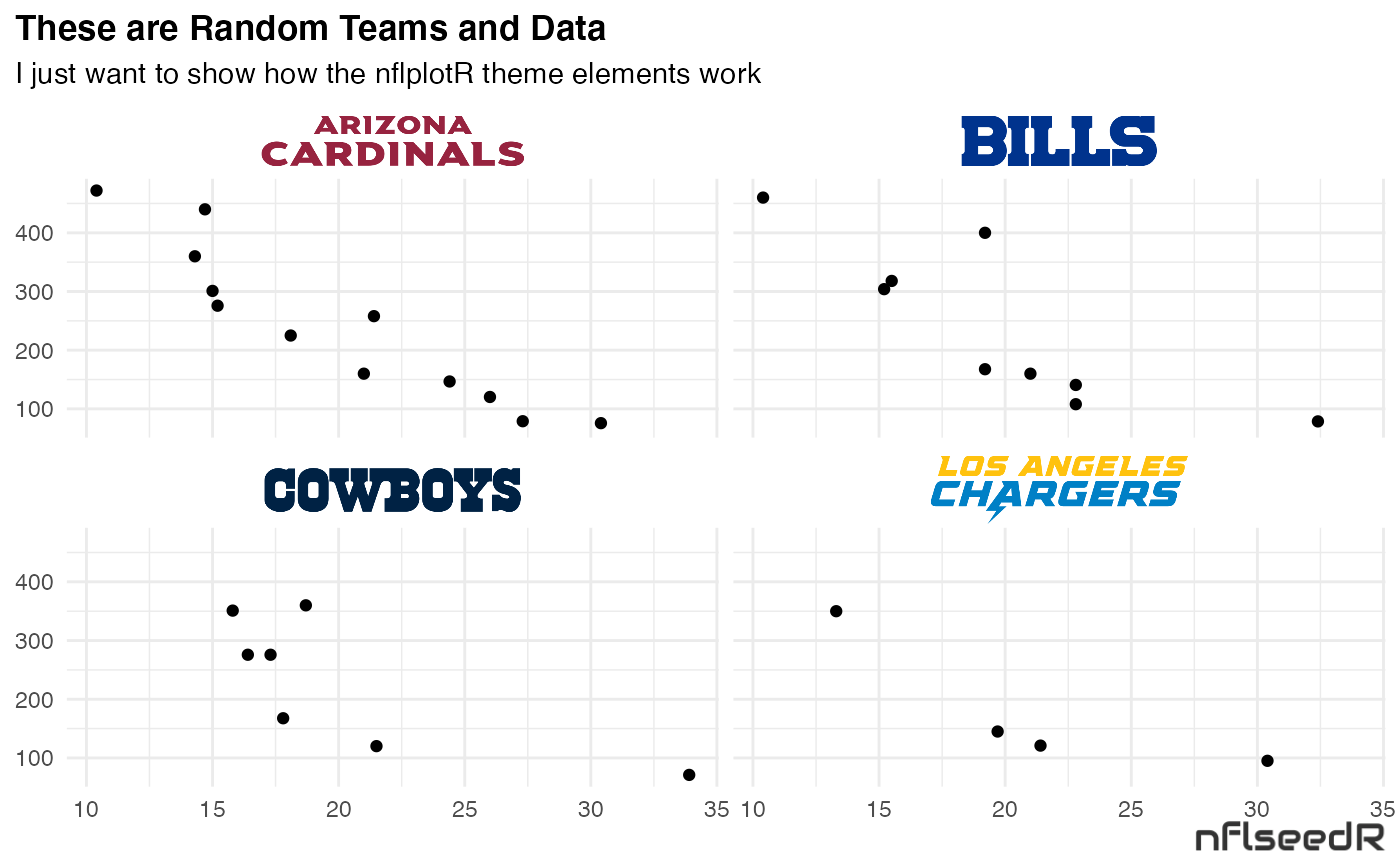 These are Random Teams and Data
I just want to show how the nflplotR theme elements work
ARIZONA
CARDINALS
BILLS
400
300
200
100
COWBOYS
LOS ANGELES
CHARGERS
400
300
200
100
10 15 20 25 30 35 10 15 20 25 30 35
nflseedR